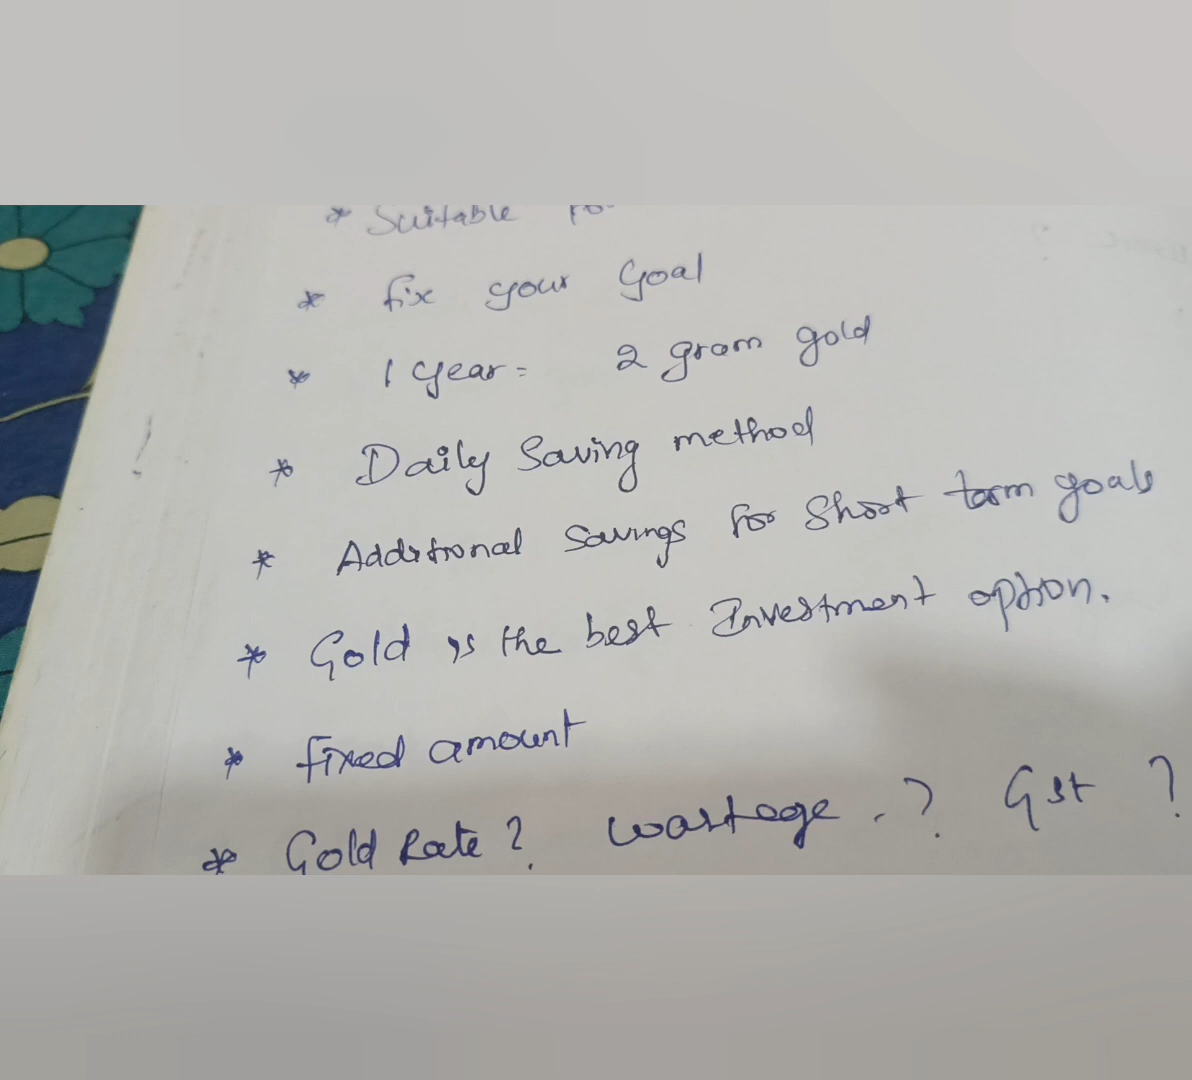 * Suitable
* fix your Goal
* 1 year = 2 gram gold
* Daily Saving method
* Additional Savings for Short term goals
* Gold is the best Investment option.
* fixed amount
* Gold Rate ? wastage . ? Gst ?